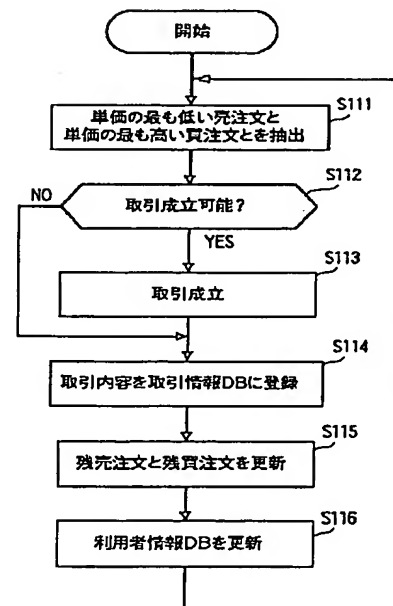 開始
単価の最も低い売注文と
単価の最も高い買注文とを抽出
S111
取引成立可能？
S112
NO
YES
取引成立
S113
取引内容を取引情報DBに登録
S114
残売注文と残買注文を更新
S115
利用者情報DBを更新
S116